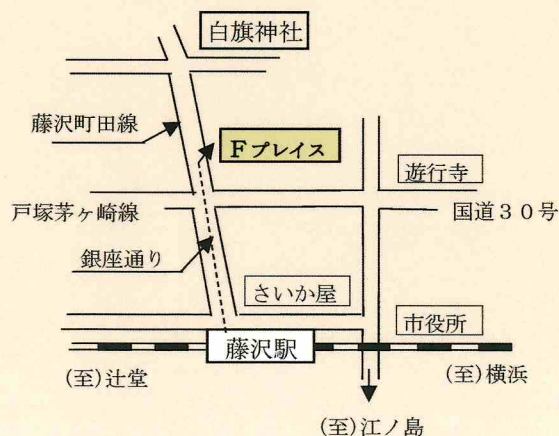 白旗神社
藤沢町田線
Fプレイス
遊行寺
戸塚茅ヶ崎線
国道30号
銀座通り
さいか屋
市役所
藤沢駅
(至)辻堂
(至)横浜
(至)江ノ島